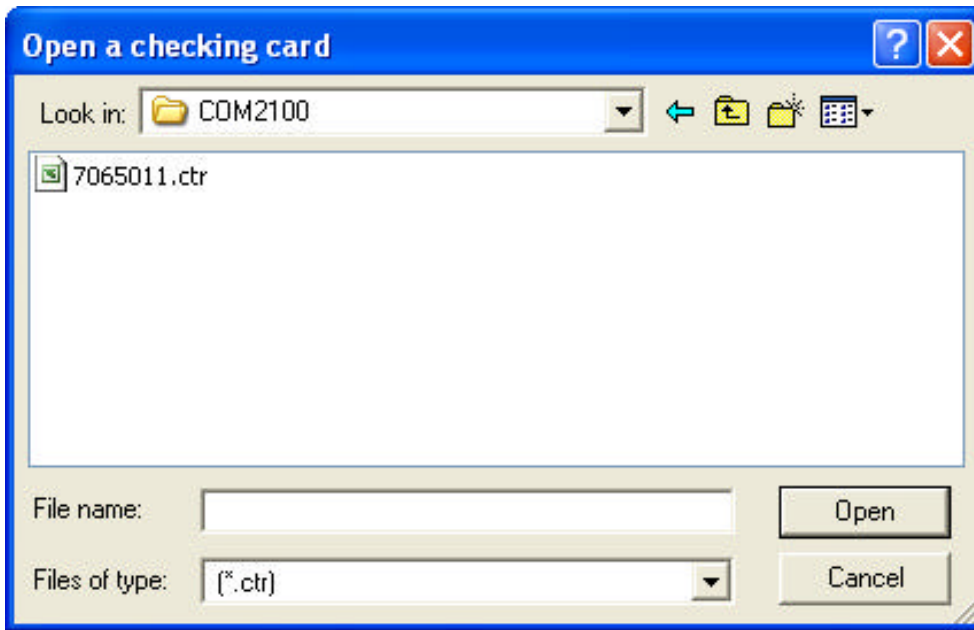 Open a checking card
Look in: COM2100
7065011.ctr
File name: Open
Files of type: (*.ctr) Cancel